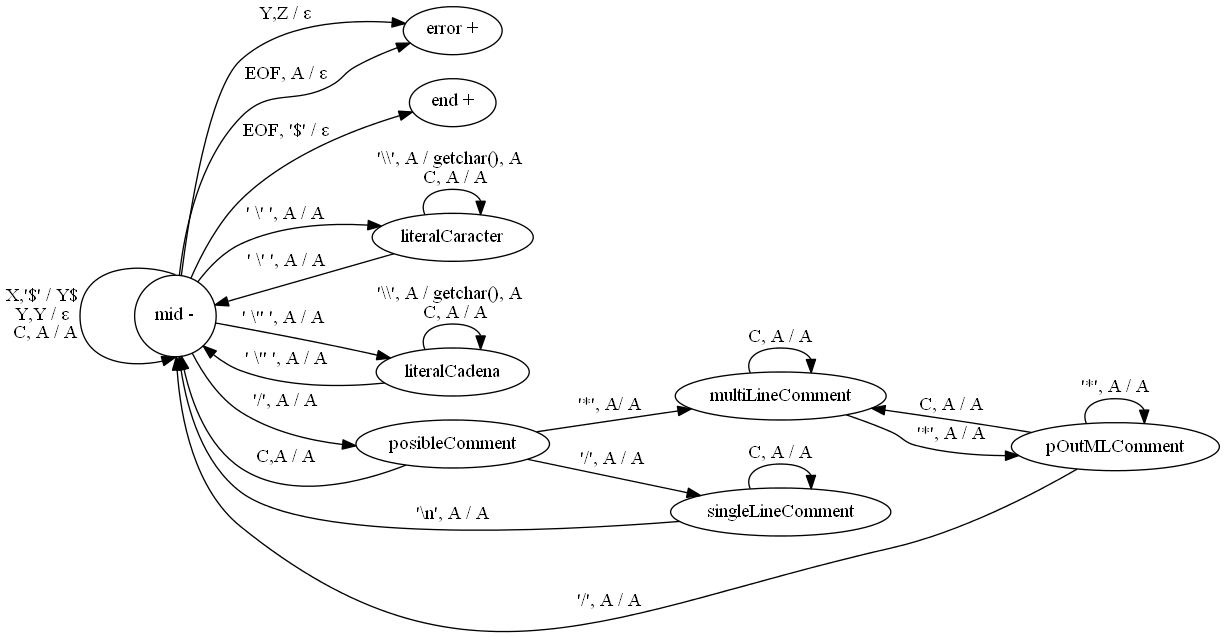 Y,Z / ε
error +
EOF, A / ε
end +
EOF, '$' / ε
'\\', A / getchar(), A
C, A / A
' \' ', A / A
literalCaracter
' \' ', A / A
X,'$' / Y$
Y,Y / ε
C, A / A
mid -
'\\', A / getchar(), A
C, A / A
' \" ', A / A
literalCadena
' \" ', A / A
'/', A / A
posibleComment
C,A / A
'*', A/ A
C, A / A
multiLineComment
C, A / A
'*', A / A
'*', A / A
pOutMLComment
'/', A / A
C, A / A
singleLineComment
'\n', A / A
'/', A / A